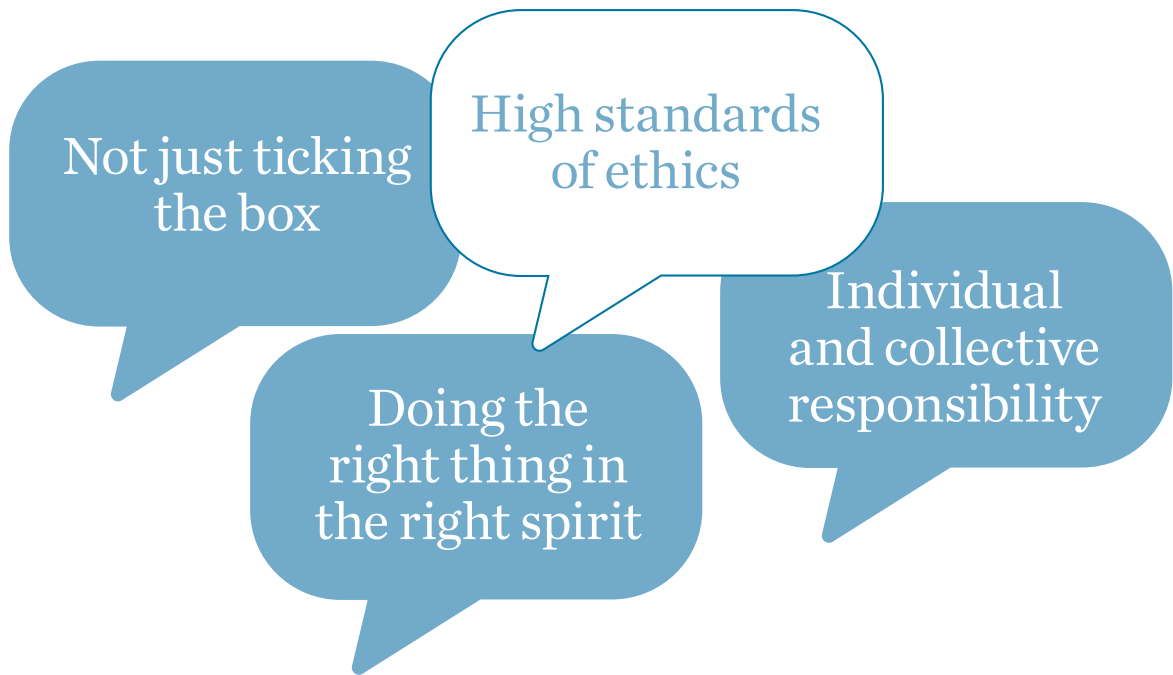 Not just ticking
the box
High standards
of ethics
Individual
and collective
responsibility
Doing the
right thing in
the right spirit